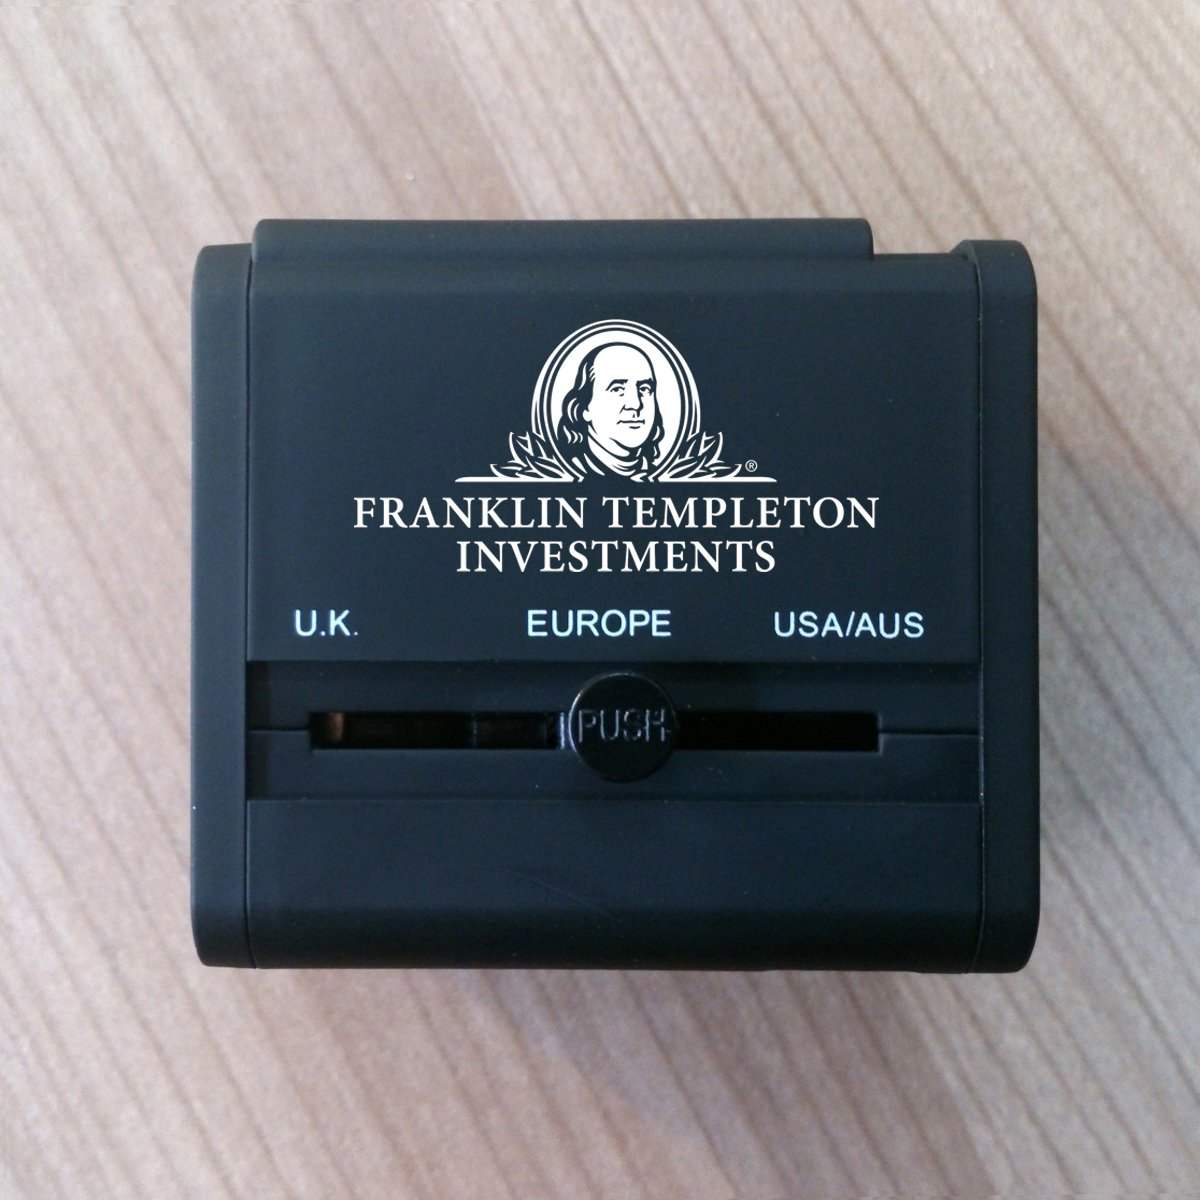 ®
FRANKLIN TEMPLETON
INVESTMENTS
U.K. EUROPE USA/AUS
PUSH